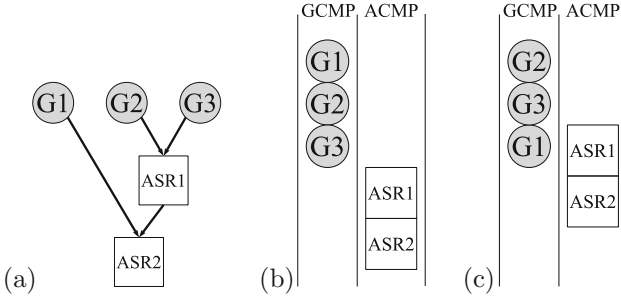 GCMP ACMP GCMP ACMP
G1 G2
G1 G2 G3 G2 G3
G3 G1 ASR1
ASR1 ASR1
ASR2
ASR2 ASR2
(a) (b) (c)